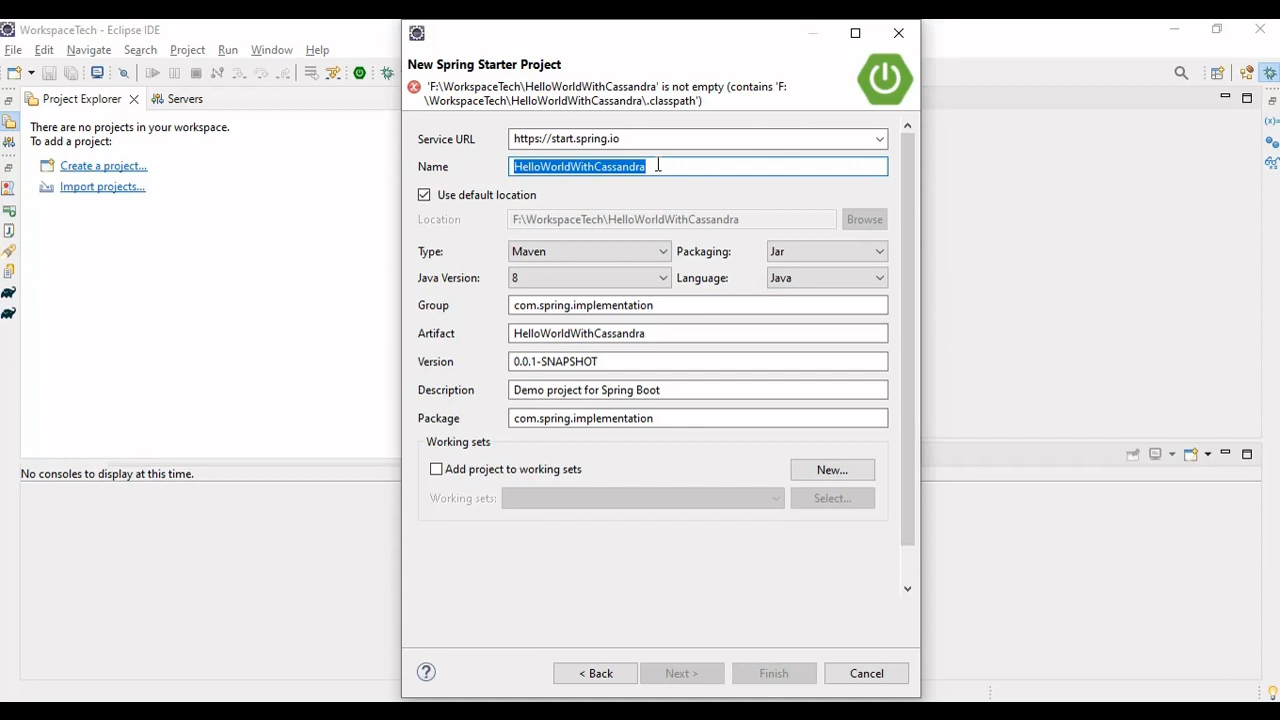 WorkspaceTech - Eclipse IDE
File Edit Navigate Search Project Run Window Help
Project Explorer
Servers
There are no projects in your workspace.
To add a project:
Create a project...
Import projects...
No consoles to display at this time.
New Spring Starter Project
'F:\WorkspaceTech\HelloWorldWithCassandra' is not empty (contains 'F:
\WorkspaceTech\HelloWorldWithCassandra\.classpath')
Service URL https://start.spring.io
Name HelloWorldWithCassandra
Use default location
Location F:\WorkspaceTech\HelloWorldWithCassandra Browse
Type: Maven Packaging: Jar
Java Version: 8 Language: Java
Group com.spring.implementation
Artifact HelloWorldWithCassandra
Version 0.0.1-SNAPSHOT
Description Demo project for Spring Boot
Package com.spring.implementation
Working sets
Add project to working sets New...
Working sets: Select...
? < Back Next > Finish Cancel
(x)=